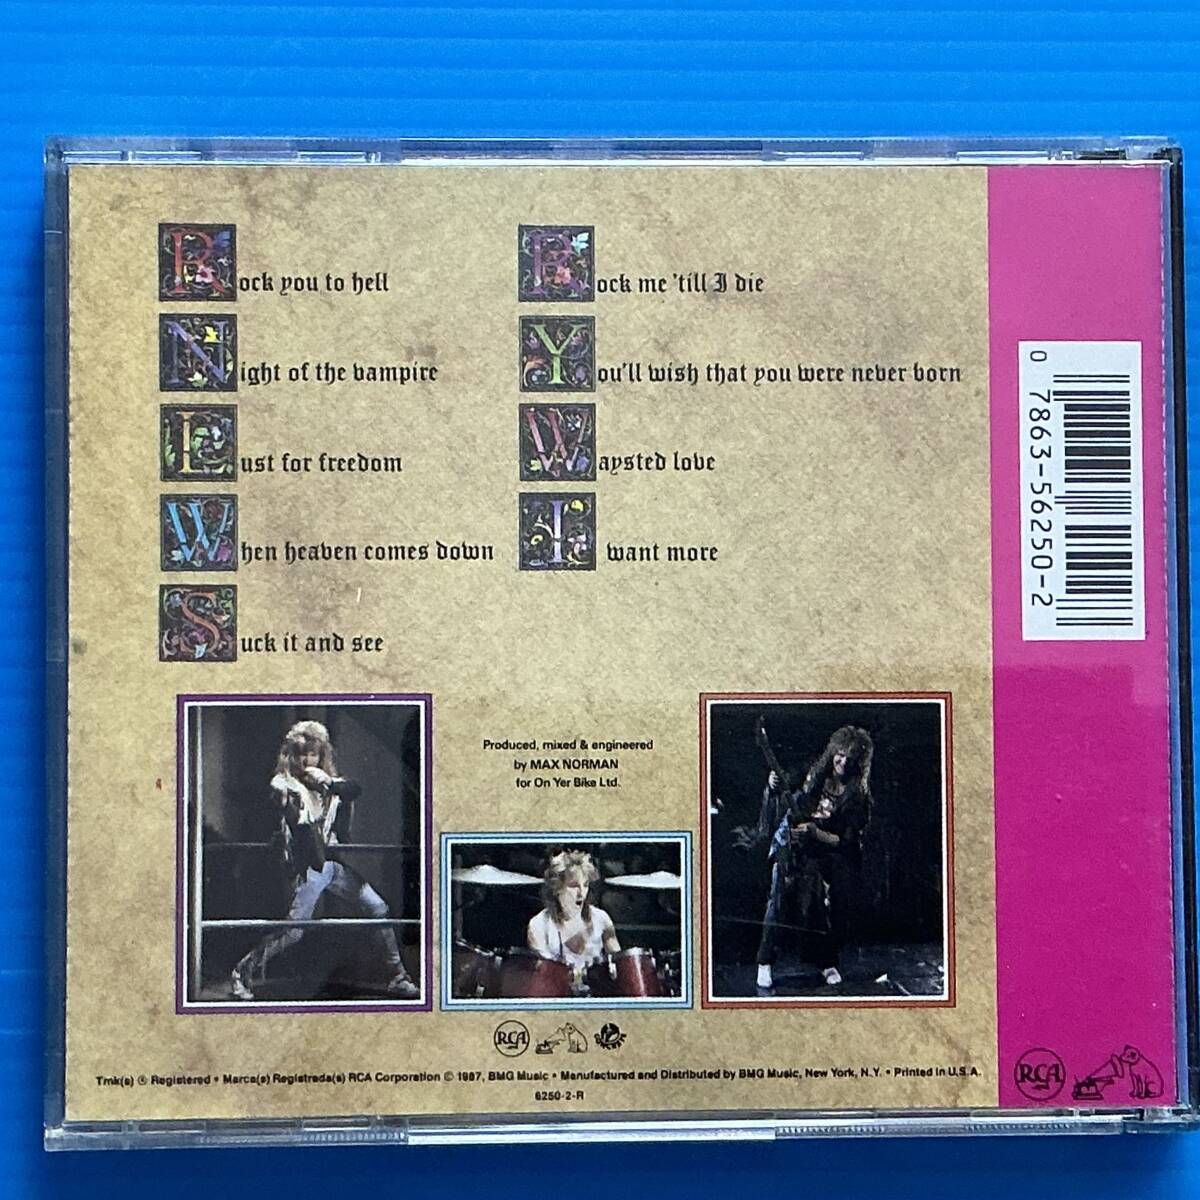 Rock you to hell
Night of the vampire
Lust for freedom
When heaven comes down
Suck it and see
Rock me 'till I die
You'll wish that you were never born
Waysted love
I want more
Produced, mixed & engineered
by MAX NORMAN
for On Yer Bike Ltd.
RCA
Tmk(s) ® Registered • Marca(s) Registrada(s) RCA Corporation © 1987, BMG Music • Manufactured and Distributed by BMG Music, New York, N.Y. • Printed in U.S.A.
6250-2-R
0 7863-56250-2
RCA